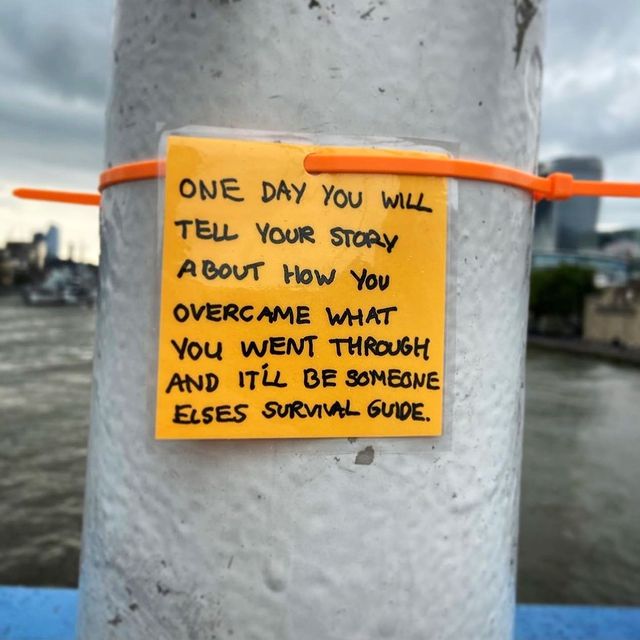 ONE DAY YOU WILL
TELL YOUR STORY
ABOUT HOW YOU
OVERCAME WHAT
YOU WENT THROUGH
AND IT'LL BE SOMEONE
ELSES SURVIVAL GUIDE.